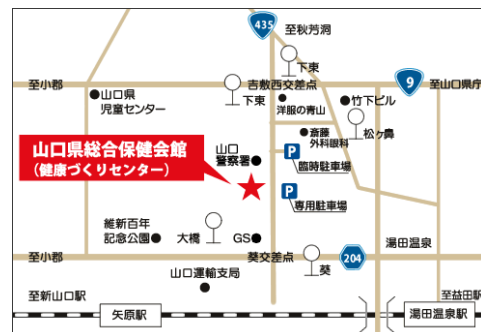 435
至秋芳洞
下東
9
至小郡
吉敷西交差点
至山口県庁
山口県
児童センター
下東
洋服の青山
竹下ビル
松ヶ鼻
斎藤
外科眼科
山口県総合保健会館
(健康づくりセンター)
山口
警察署
P
臨時駐車場
P
専用駐車場
維新百年
記念公園
大橋
GS
葵交差点
葵
204
湯田温泉
至小郡
山口運輸支局
至新山口駅
至益田駅
矢原駅
湯田温泉駅